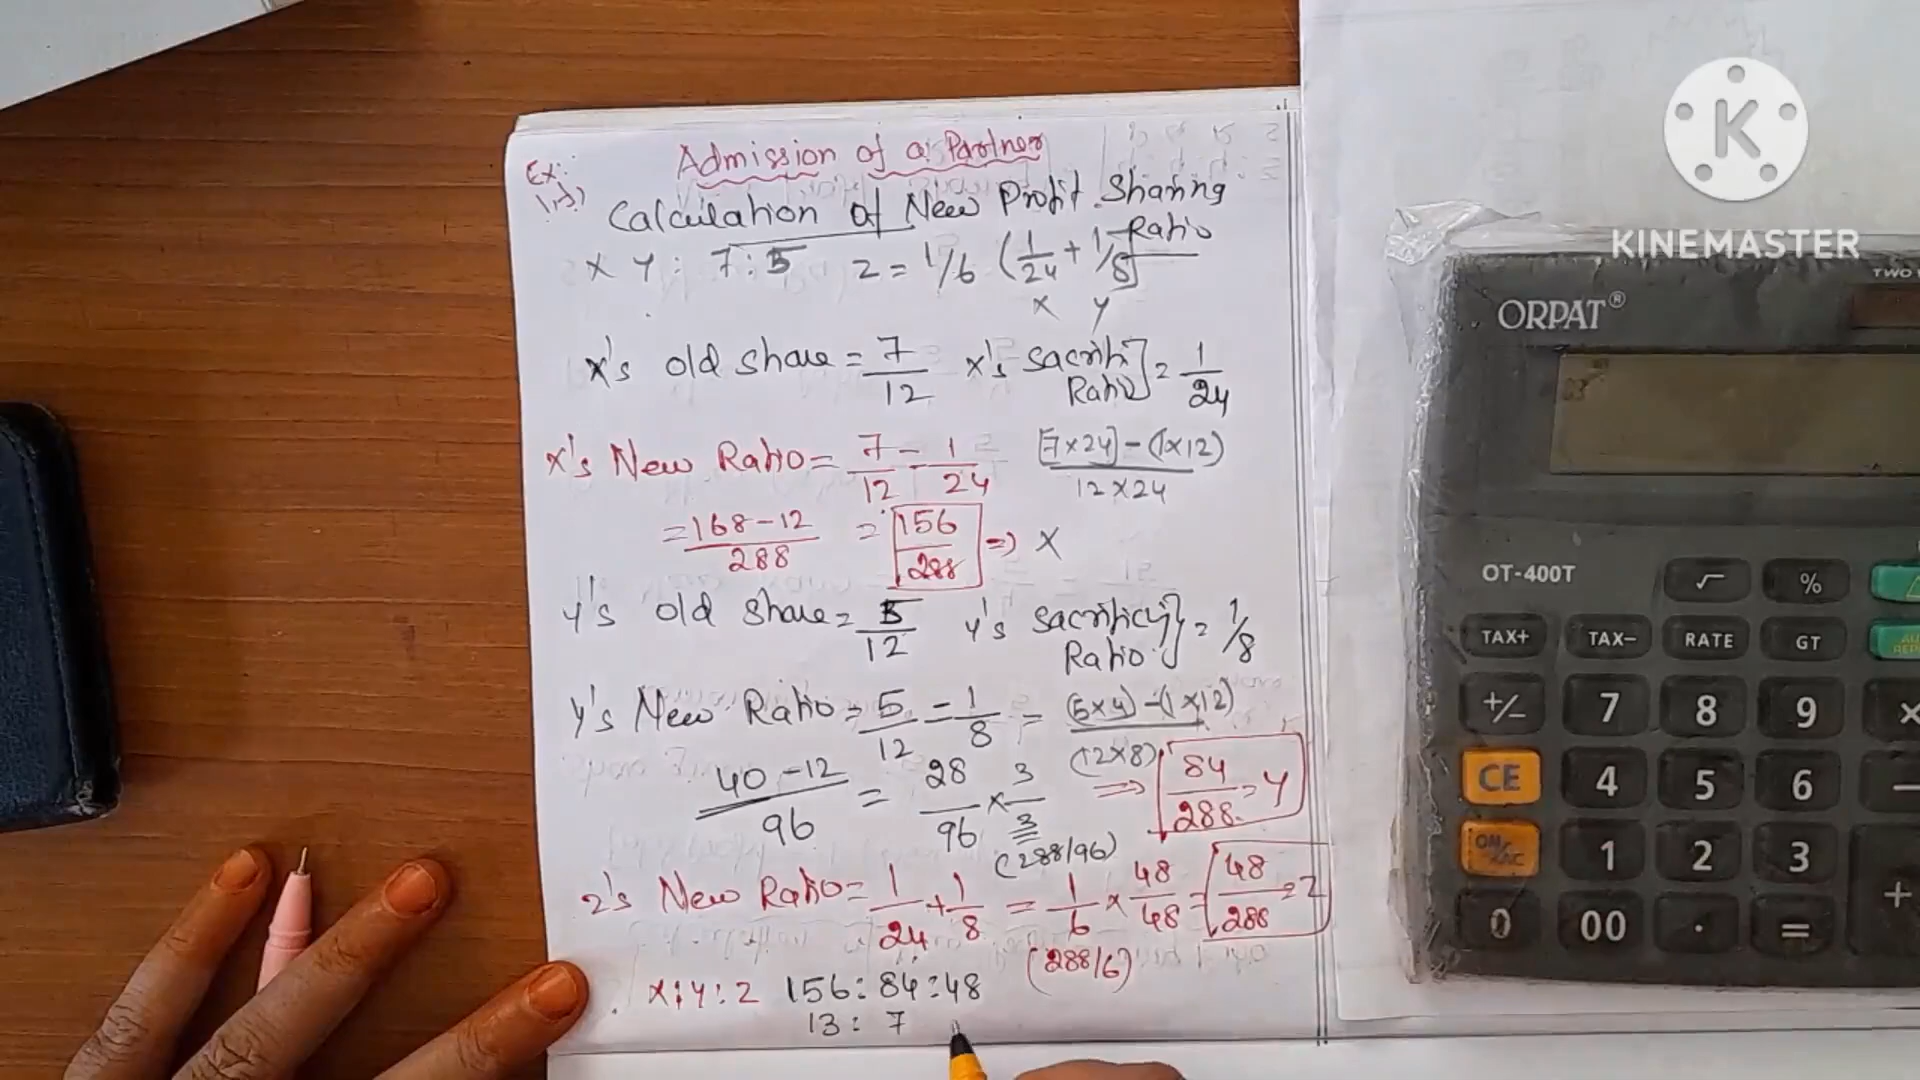 Ex:
Admission of a Partner
Calculation of New Profit Sharing
Ratio
X Y : 7:5 Z = 1/6 (1/24 + 1/8)
X Y
X's old share = 7/12 X's sacrifi Ratio } = 1/24
X's New Ratio = 7/12 - 1/24 (7×24) - (1×12) / 12×24
= 168-12/288 = 156/288 => X
Y's old share = 5/12 Y's sacrificij Ratio } = 1/8
Y's New Ratio = 5/12 = 1/8 = (5×4) - (1×12) / (12×8)
40-12/96 = 28/96 × 3/3 => 84/288 = Y
(288/96)
Z's New Ratio = 1/24 + 1/8 = 1/6 × 48/48 = 48/288 = Z
(288/6)
X:Y:Z 156:84:48
13: 7
KINEMASTER
TWO
ORPAT®
OT-400T
√ %
TAX+ TAX- RATE GT
+/- 7 8 9 ×
CE 4 5 6 -
ON/AC 1 2 3 +
0 00 · =